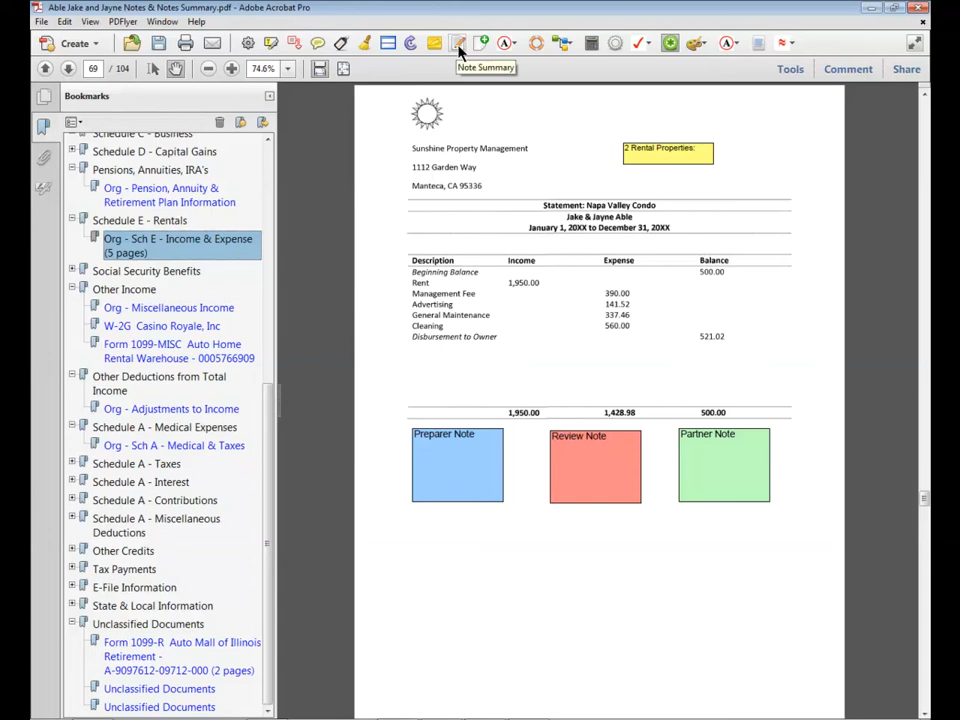 Able Jake and Jayne Notes & Notes Summary.pdf - Adobe Acrobat Pro
File Edit View PDFlyer Window Help
Create
69 / 104 74.6% Tools Comment Share
Note Summary
Bookmarks
Schedule C - Business
Schedule D - Capital Gains
Pensions, Annuities, IRA's
Org - Pension, Annuity &
Retirement Plan Information
Schedule E - Rentals
Org - Sch E - Income & Expense
(5 pages)
Social Security Benefits
Other Income
Org - Miscellaneous Income
W-2G Casino Royale, Inc
Form 1099-MISC Auto Home
Rental Warehouse - 0005766909
Other Deductions from Total
Income
Org - Adjustments to Income
Schedule A - Medical Expenses
Org - Sch A - Medical & Taxes
Schedule A - Taxes
Schedule A - Interest
Schedule A - Contributions
Schedule A - Miscellaneous
Deductions
Other Credits
Tax Payments
E-File Information
State & Local Information
Unclassified Documents
Form 1099-R Auto Mall of Illinois
Retirement -
A-9097612-09712-000 (2 pages)
Unclassified Documents
Unclassified Documents
Sunshine Property Management
2 Rental Properties:
1112 Garden Way
Manteca, CA 95336
Statement: Napa Valley Condo
Jake & Jayne Able
January 1, 20XX to December 31, 20XX
Description Income Expense Balance
Beginning Balance 500.00
Rent 1,950.00
Management Fee 390.00
Advertising 141.52
General Maintenance 337.46
Cleaning 560.00
Disbursement to Owner 521.02
1,950.00 1,428.98 500.00
Preparer Note Review Note Partner Note